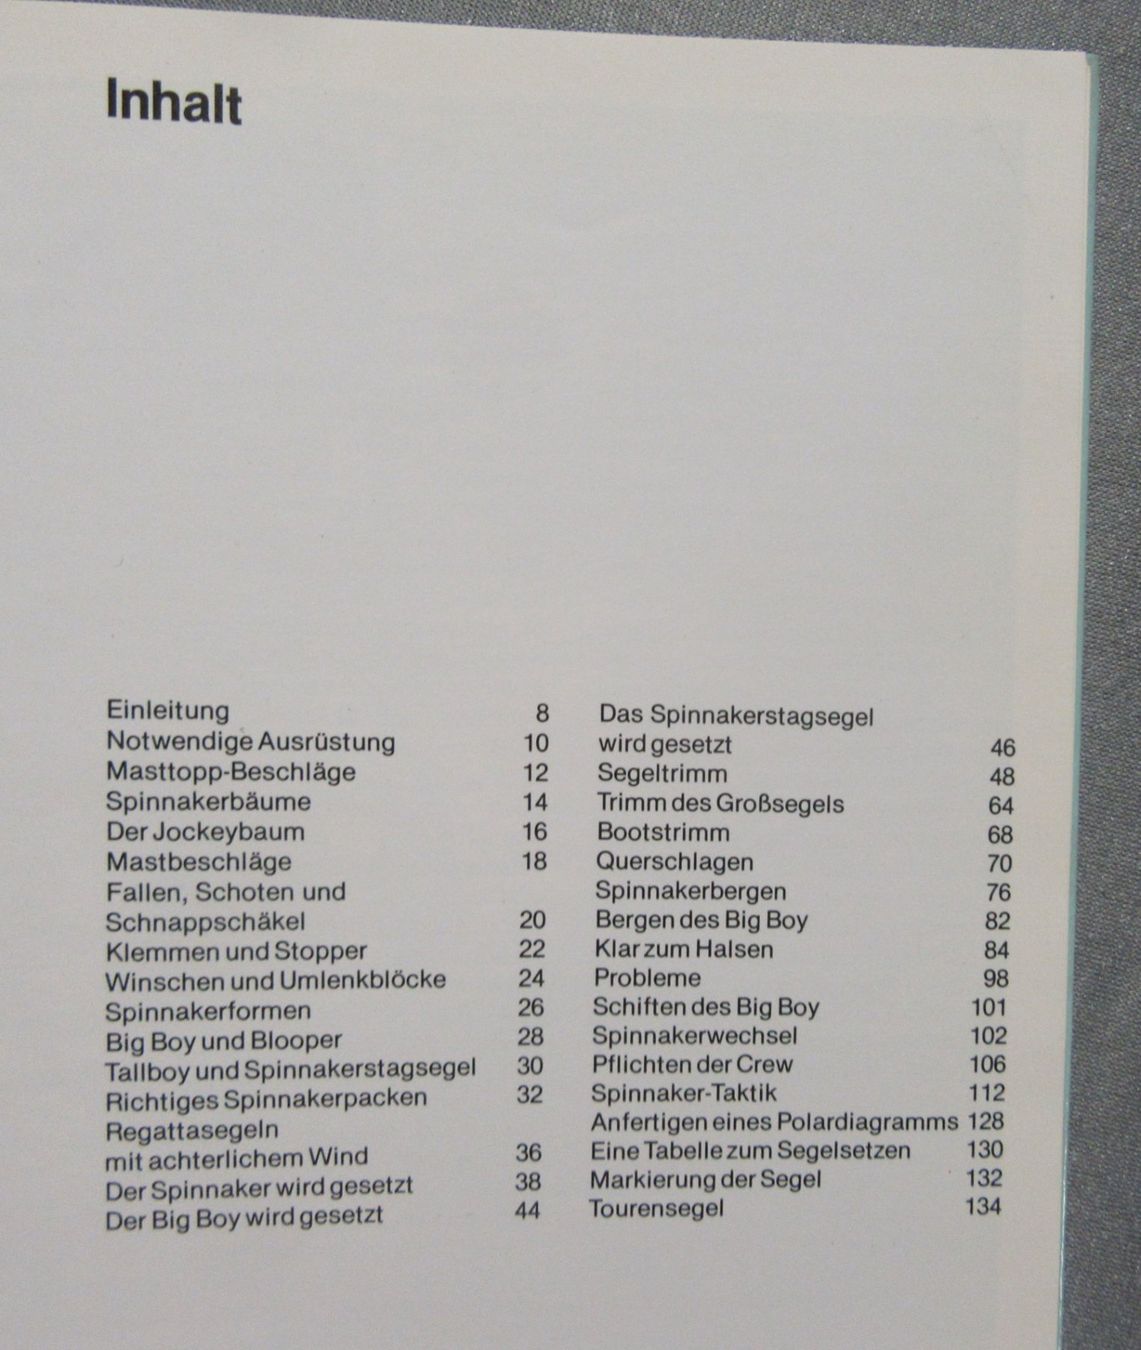 Inhalt
Einleitung 8
Notwendige Ausrüstung 10
Masttopp-Beschläge 12
Spinnakerbäume 14
Der Jockeybaum 16
Mastbeschläge 18
Fallen, Schoten und
Schnappschäkel 20
Klemmen und Stopper 22
Winschen und Umlenkblöcke 24
Spinnakerformen 26
Big Boy und Blooper 28
Tallboy und Spinnakerstagsegel 30
Richtiges Spinnakerpacken 32
Regattasegeln
mit achterlichem Wind 36
Der Spinnaker wird gesetzt 38
Der Big Boy wird gesetzt 44
Das Spinnakerstagsegel
wird gesetzt 46
Segeltrimm 48
Trimm des Großsegels 64
Bootstrimm 68
Querschlagen 70
Spinnakerbergen 76
Bergen des Big Boy 82
Klar zum Halsen 84
Probleme 98
Schiften des Big Boy 101
Spinnakerwechsel 102
Pflichten der Crew 106
Spinnaker-Taktik 112
Anfertigen eines Polardiagramms 128
Eine Tabelle zum Segelsetzen 130
Markierung der Segel 132
Tourensegel 134